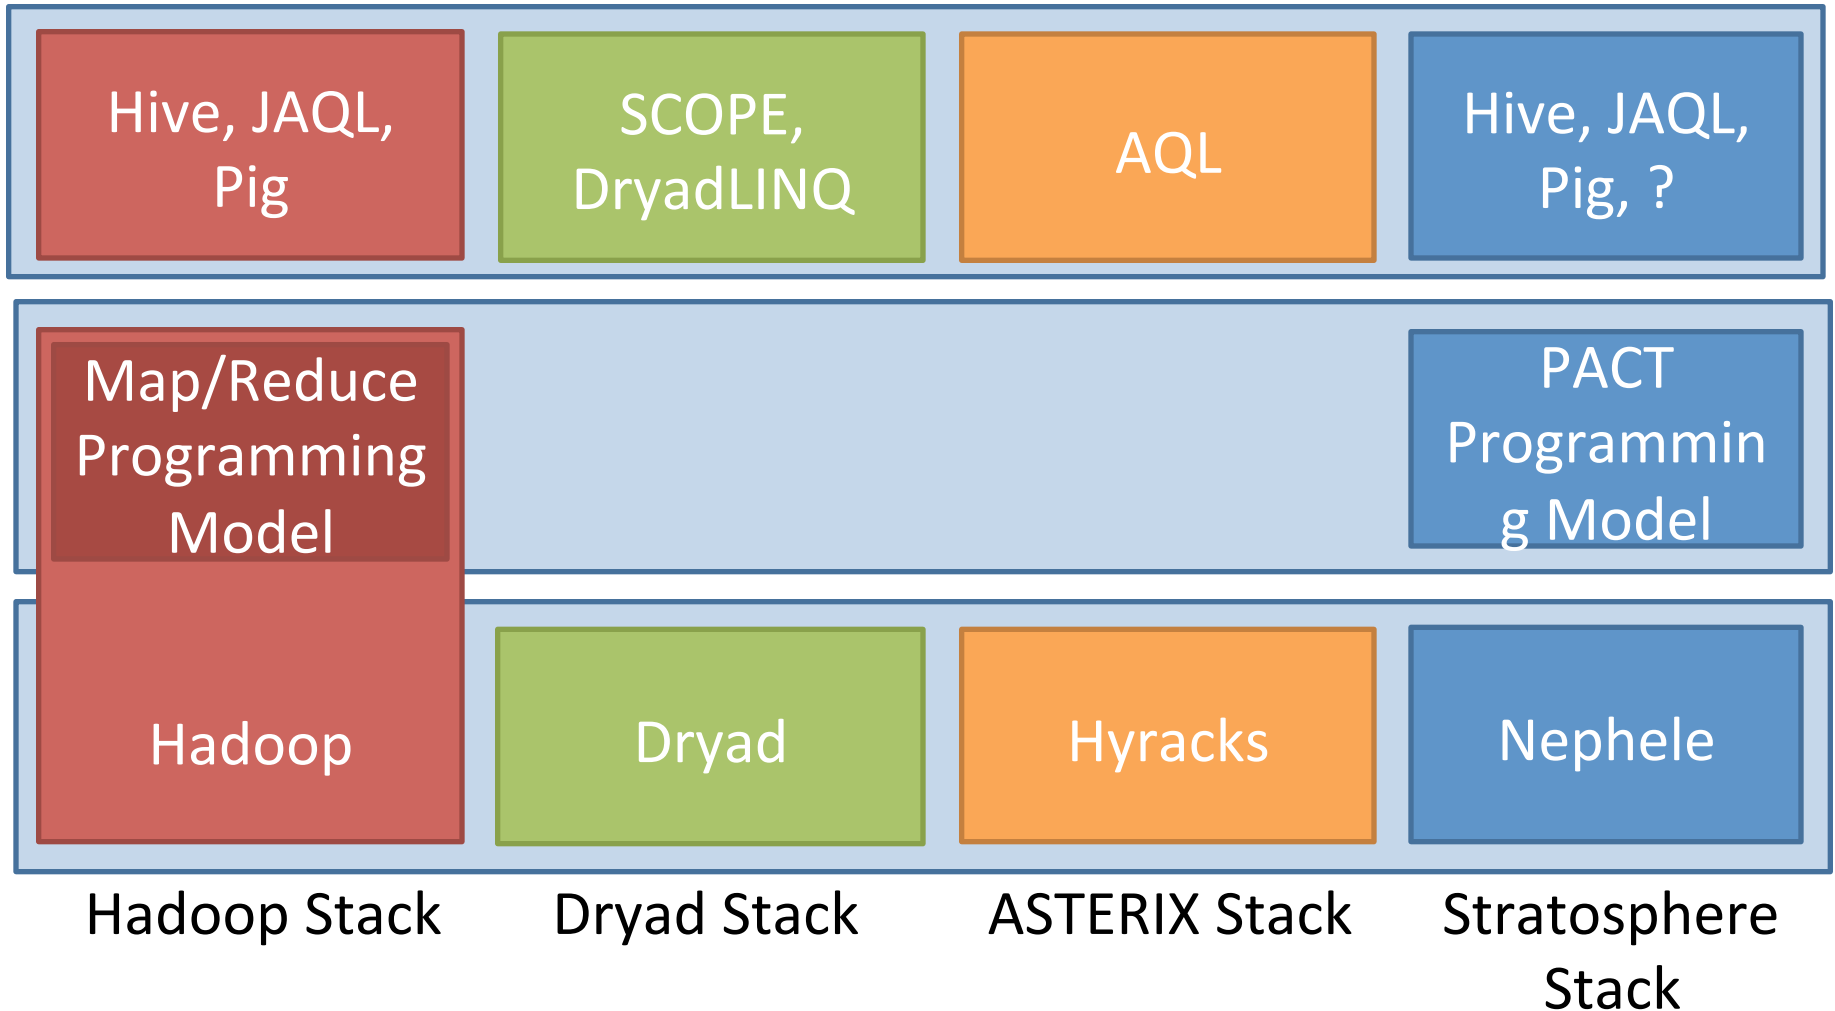 Hive, JAQL,
Pig
SCOPE,
DryadLINQ
AQL
Hive, JAQL,
Pig, ?
Map/Reduce
Programming
Model
PACT
Programmin
g Model
Hadoop
Dryad
Hyracks
Nephele
Hadoop Stack
Dryad Stack
ASTERIX Stack
Stratosphere
Stack